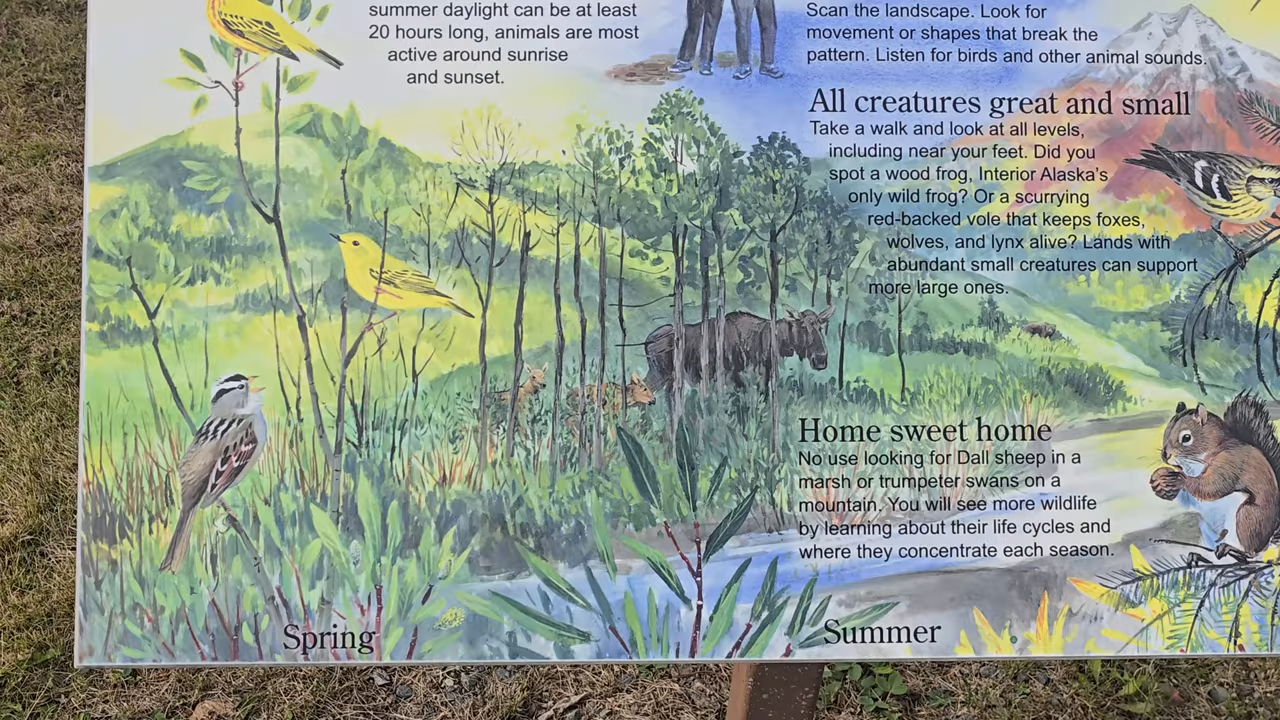 summer daylight can be at least
20 hours long, animals are most
active around sunrise
and sunset.
Scan the landscape. Look for
movement or shapes that break the
pattern. Listen for birds and other animal sounds.
All creatures great and small
Take a walk and look at all levels,
including near your feet. Did you
spot a wood frog, Interior Alaska's
only wild frog? Or a scurrying
red-backed vole that keeps foxes,
wolves, and lynx alive? Lands with
abundant small creatures can support
more large ones.
Home sweet home
No use looking for Dall sheep in a
marsh or trumpeter swans on a
mountain. You will see more wildlife
by learning about their life cycles and
where they concentrate each season.
Spring
Summer